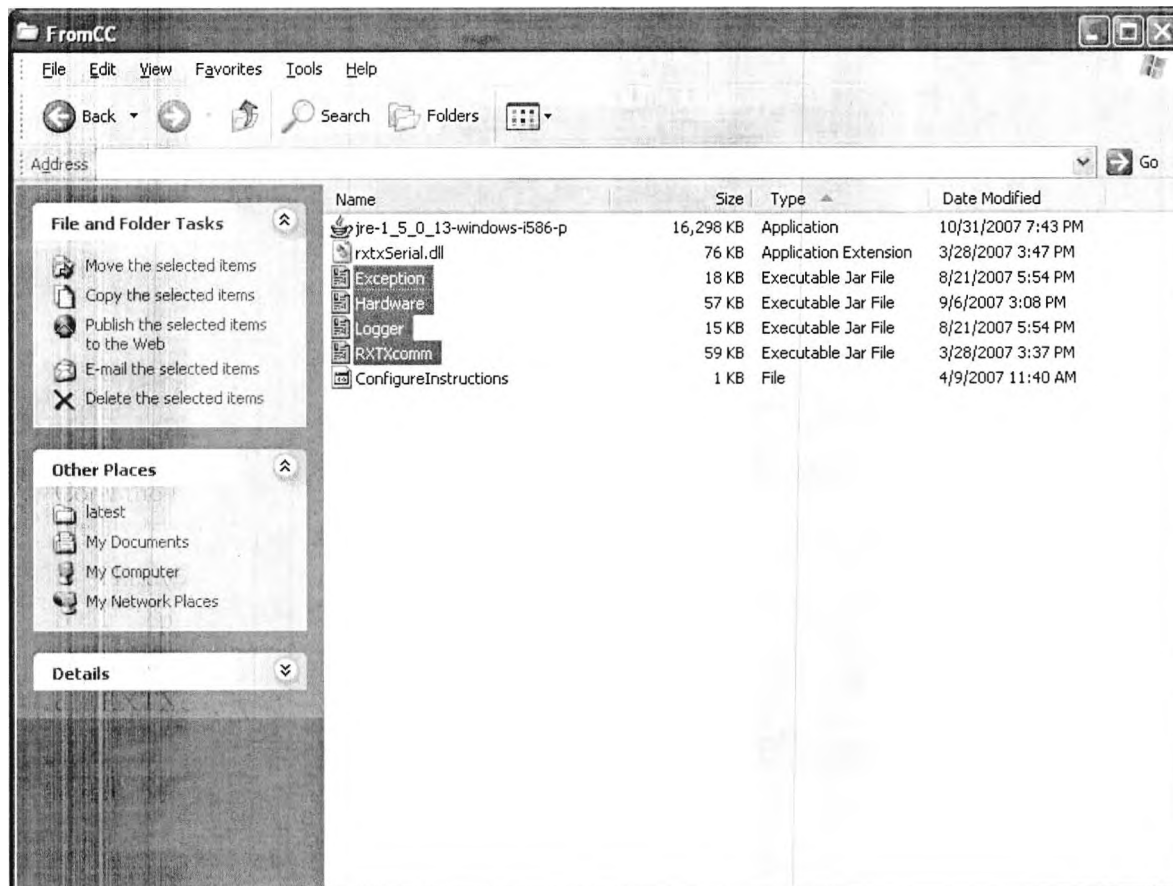 FromCC
File Edit View Favorites Tools Help
Back Search Folders
Address Go
File and Folder Tasks
Move the selected items
Copy the selected items
Publish the selected items
to the Web
E-mail the selected items
Delete the selected items
Other Places
latest
My Documents
My Computer
My Network Places
Details
Name Size Type Date Modified
jre-1_5_0_13-windows-i586-p 16,298 KB Application 10/31/2007 7:43 PM
rxtxSerial.dll 76 KB Application Extension 3/28/2007 3:47 PM
Exception 18 KB Executable Jar File 8/21/2007 5:54 PM
Hardware 57 KB Executable Jar File 9/6/2007 3:08 PM
Logger 15 KB Executable Jar File 8/21/2007 5:54 PM
RXTXcomm 59 KB Executable Jar File 3/28/2007 3:37 PM
ConfigureInstructions 1 KB File 4/9/2007 11:40 AM